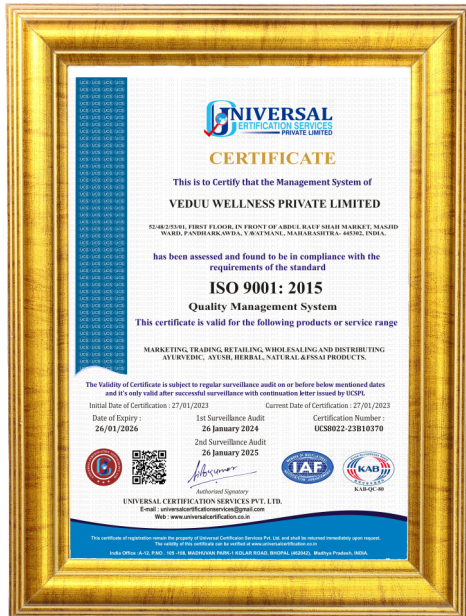 UNIVERSAL
CERTIFICATION SERVICES
PRIVATE LIMITED
CERTIFICATE
This is to Certify that the Management System of
VEDUU WELLNESS PRIVATE LIMITED
52/48/2/53/01, FIRST FLOOR, IN FRONT OF ABDUL RAUF SHAH MARKET, MASJID
WARD, PANDHARKAWDA, YAVATMANL, MAHARASHTRA- 445302, INDIA.
has been assessed and found to be in compliance with the
requirements of the standard
ISO 9001: 2015
Quality Management System
This certificate is valid for the following products or service range
MARKETING, TRADING, RETAILING, WHOLESALING AND DISTRIBUTING
AYURVEDIC, AYUSH, HERBAL, NATURAL &FSSAI PRODUCTS.
The Validity of Certificate is subject to regular surveillance audit on or before below mentioned dates
and it's only valid after successful surveillance with continuation letter issued by UCSPL
Initial Date of Certification : 27/01/2023 Current Date of Certification : 27/01/2023
Date of Expiry : 1st Surveillance Audit Certification Number :
26/01/2026 26 January 2024 UCS8022-23B10370
2nd Surveillance Audit
26 January 2025
IAF
KAB
KAB-QC-80
Authorised Signatory
UNIVERSAL CERTIFICATION SERVICES PVT. LTD.
E-mail : universalcertificationservices@gmail.com
Web : www.universalcertification.co.in
This certificate of registration remain the property of Universal Certification Services Pvt. Ltd. and shall be returned immediately upon request.
The validity of this certificate can be verified at www.universalcertification.co.in
India Office : A-12, P.NO. 105 -108, MADHUVAN PARK-1 KOLAR ROAD, BHOPAL (462042), Madhya Pradesh, INDIA.